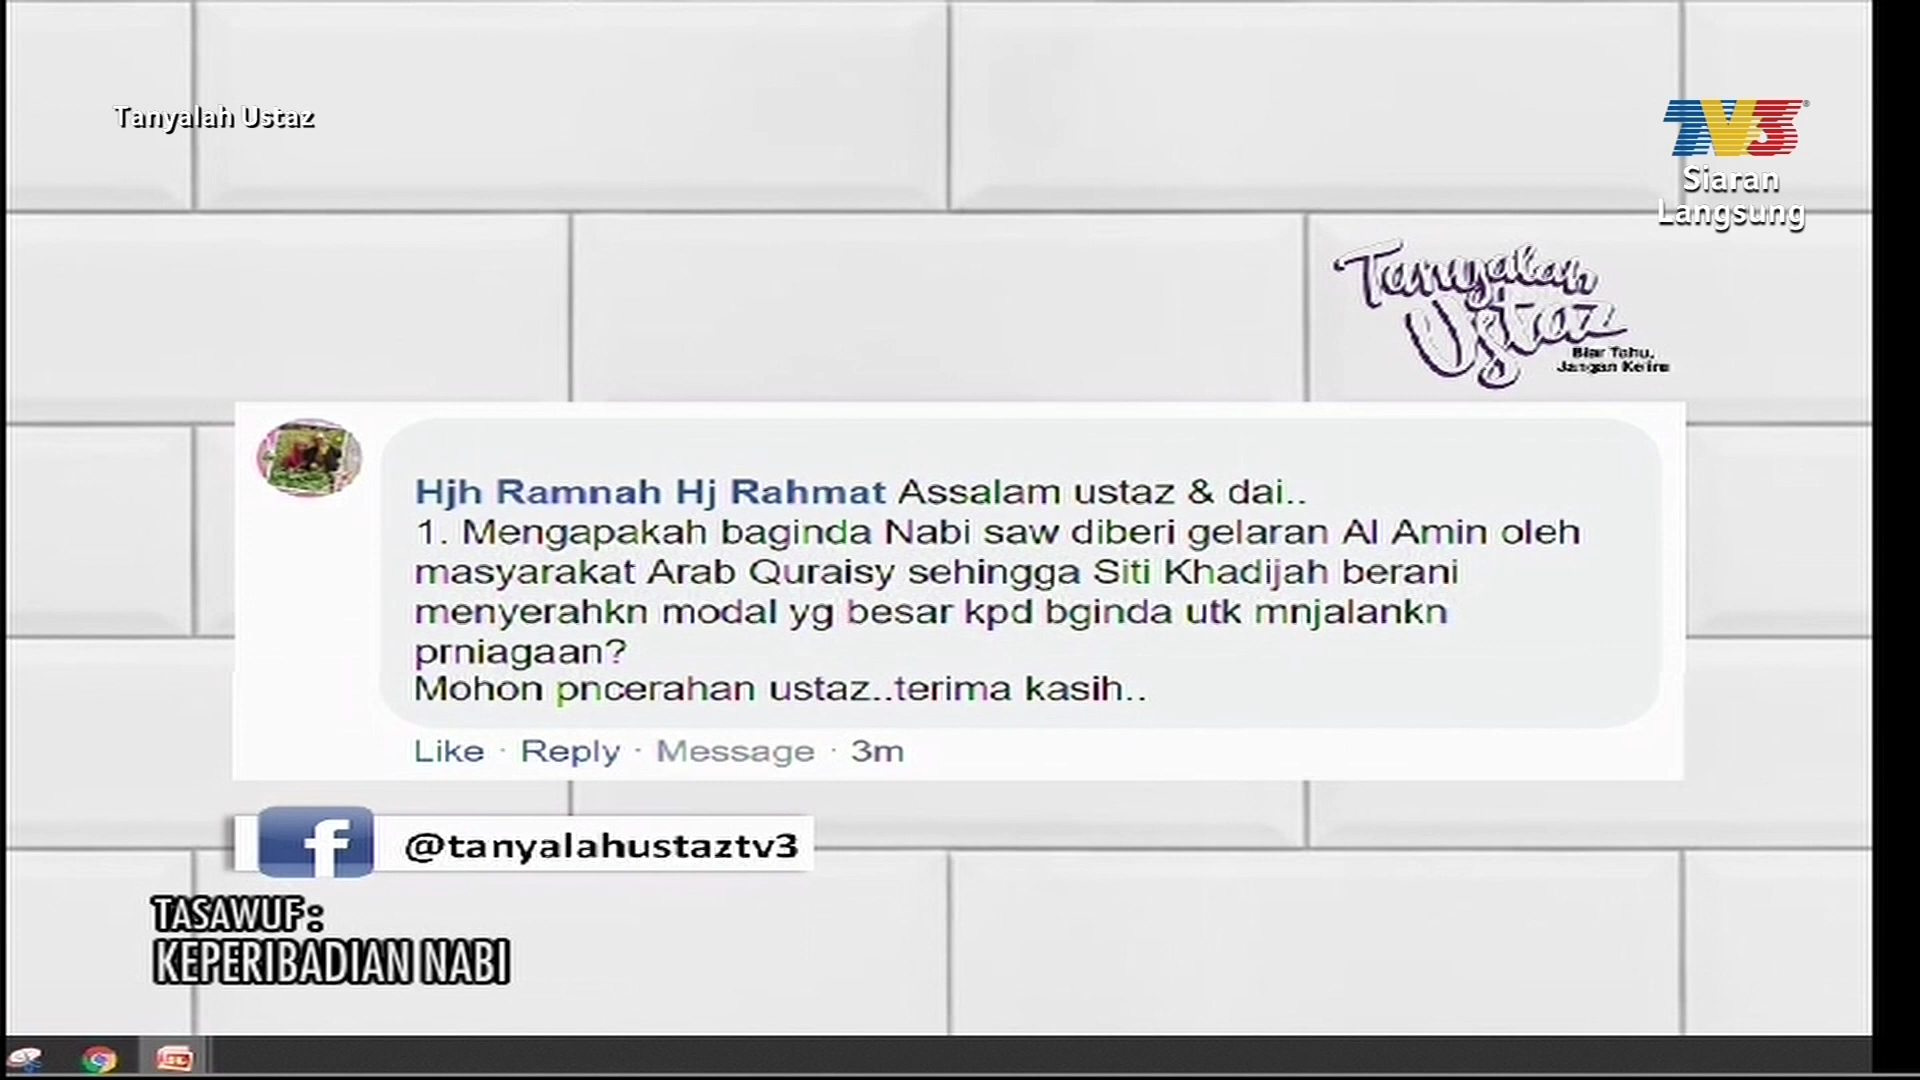 Tanyalah Ustaz
TV3
Siaran
Langsung
Tanyalah
Ustaz
Biar Tahu,
Jangan Keliru
Hjh Ramnah Hj Rahmat Assalam ustaz & dai..
1. Mengapakah baginda Nabi saw diberi gelaran Al Amin oleh
masyarakat Arab Quraisy sehingga Siti Khadijah berani
menyerahkn modal yg besar kpd bginda utk mnjalankn
prniagaan?
Mohon pncerahan ustaz..terima kasih..
Like · Reply · Message · 3m
f @tanyalahustaztv3
TASAWUF :
KEPERIBADIAN NABI